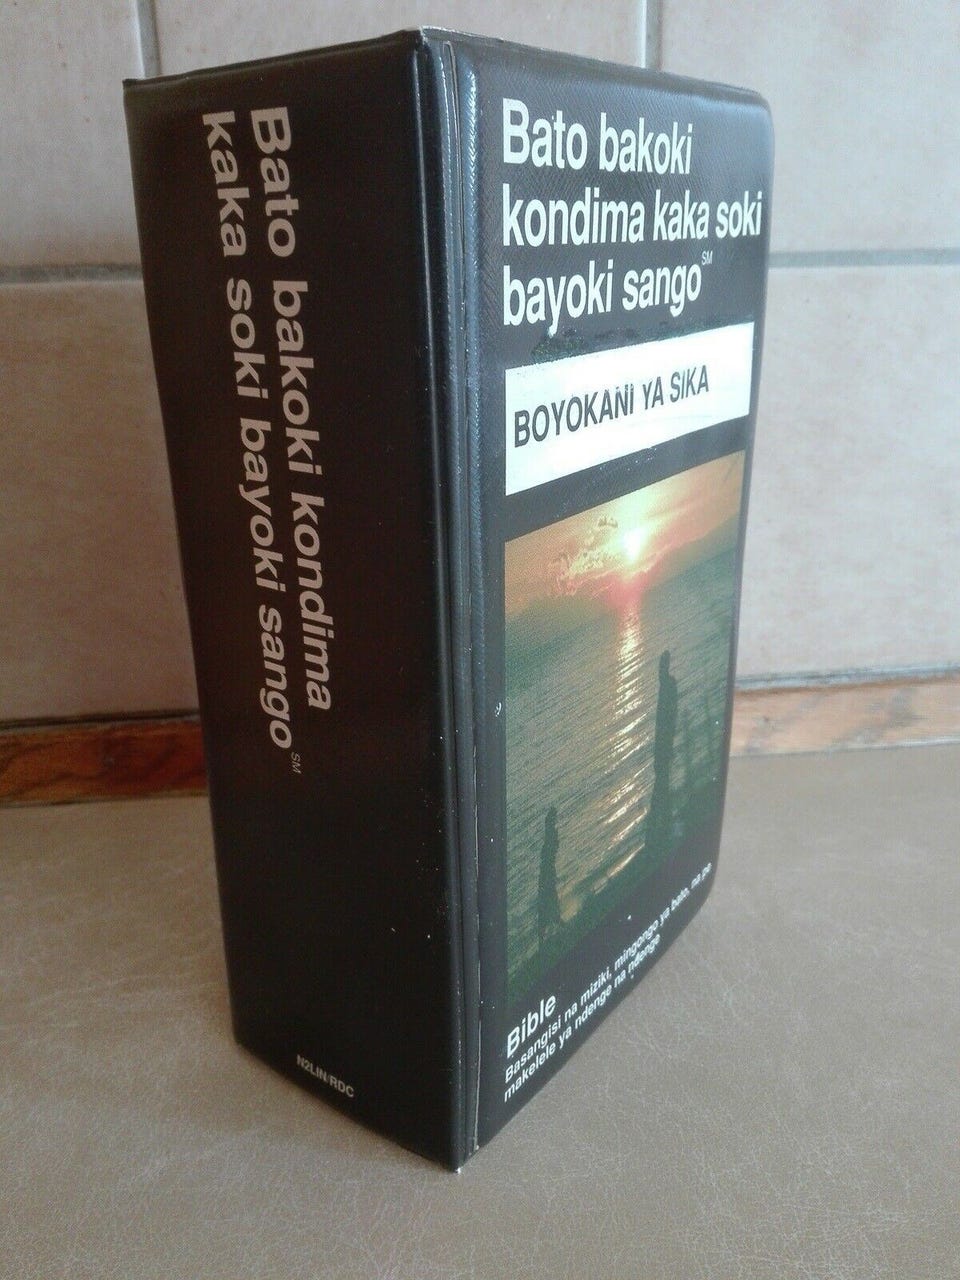 Bato bakoki kondima
kaka soki bayoki sango SM
N2LIN/RDC
Bato bakoki
kondima kaka soki
bayoki sango SM
BOYOKANI YA SIKA
Bible
Basangisi na miziki, mingongo ya bato, na ne
makelele ya ndenge na ndenge